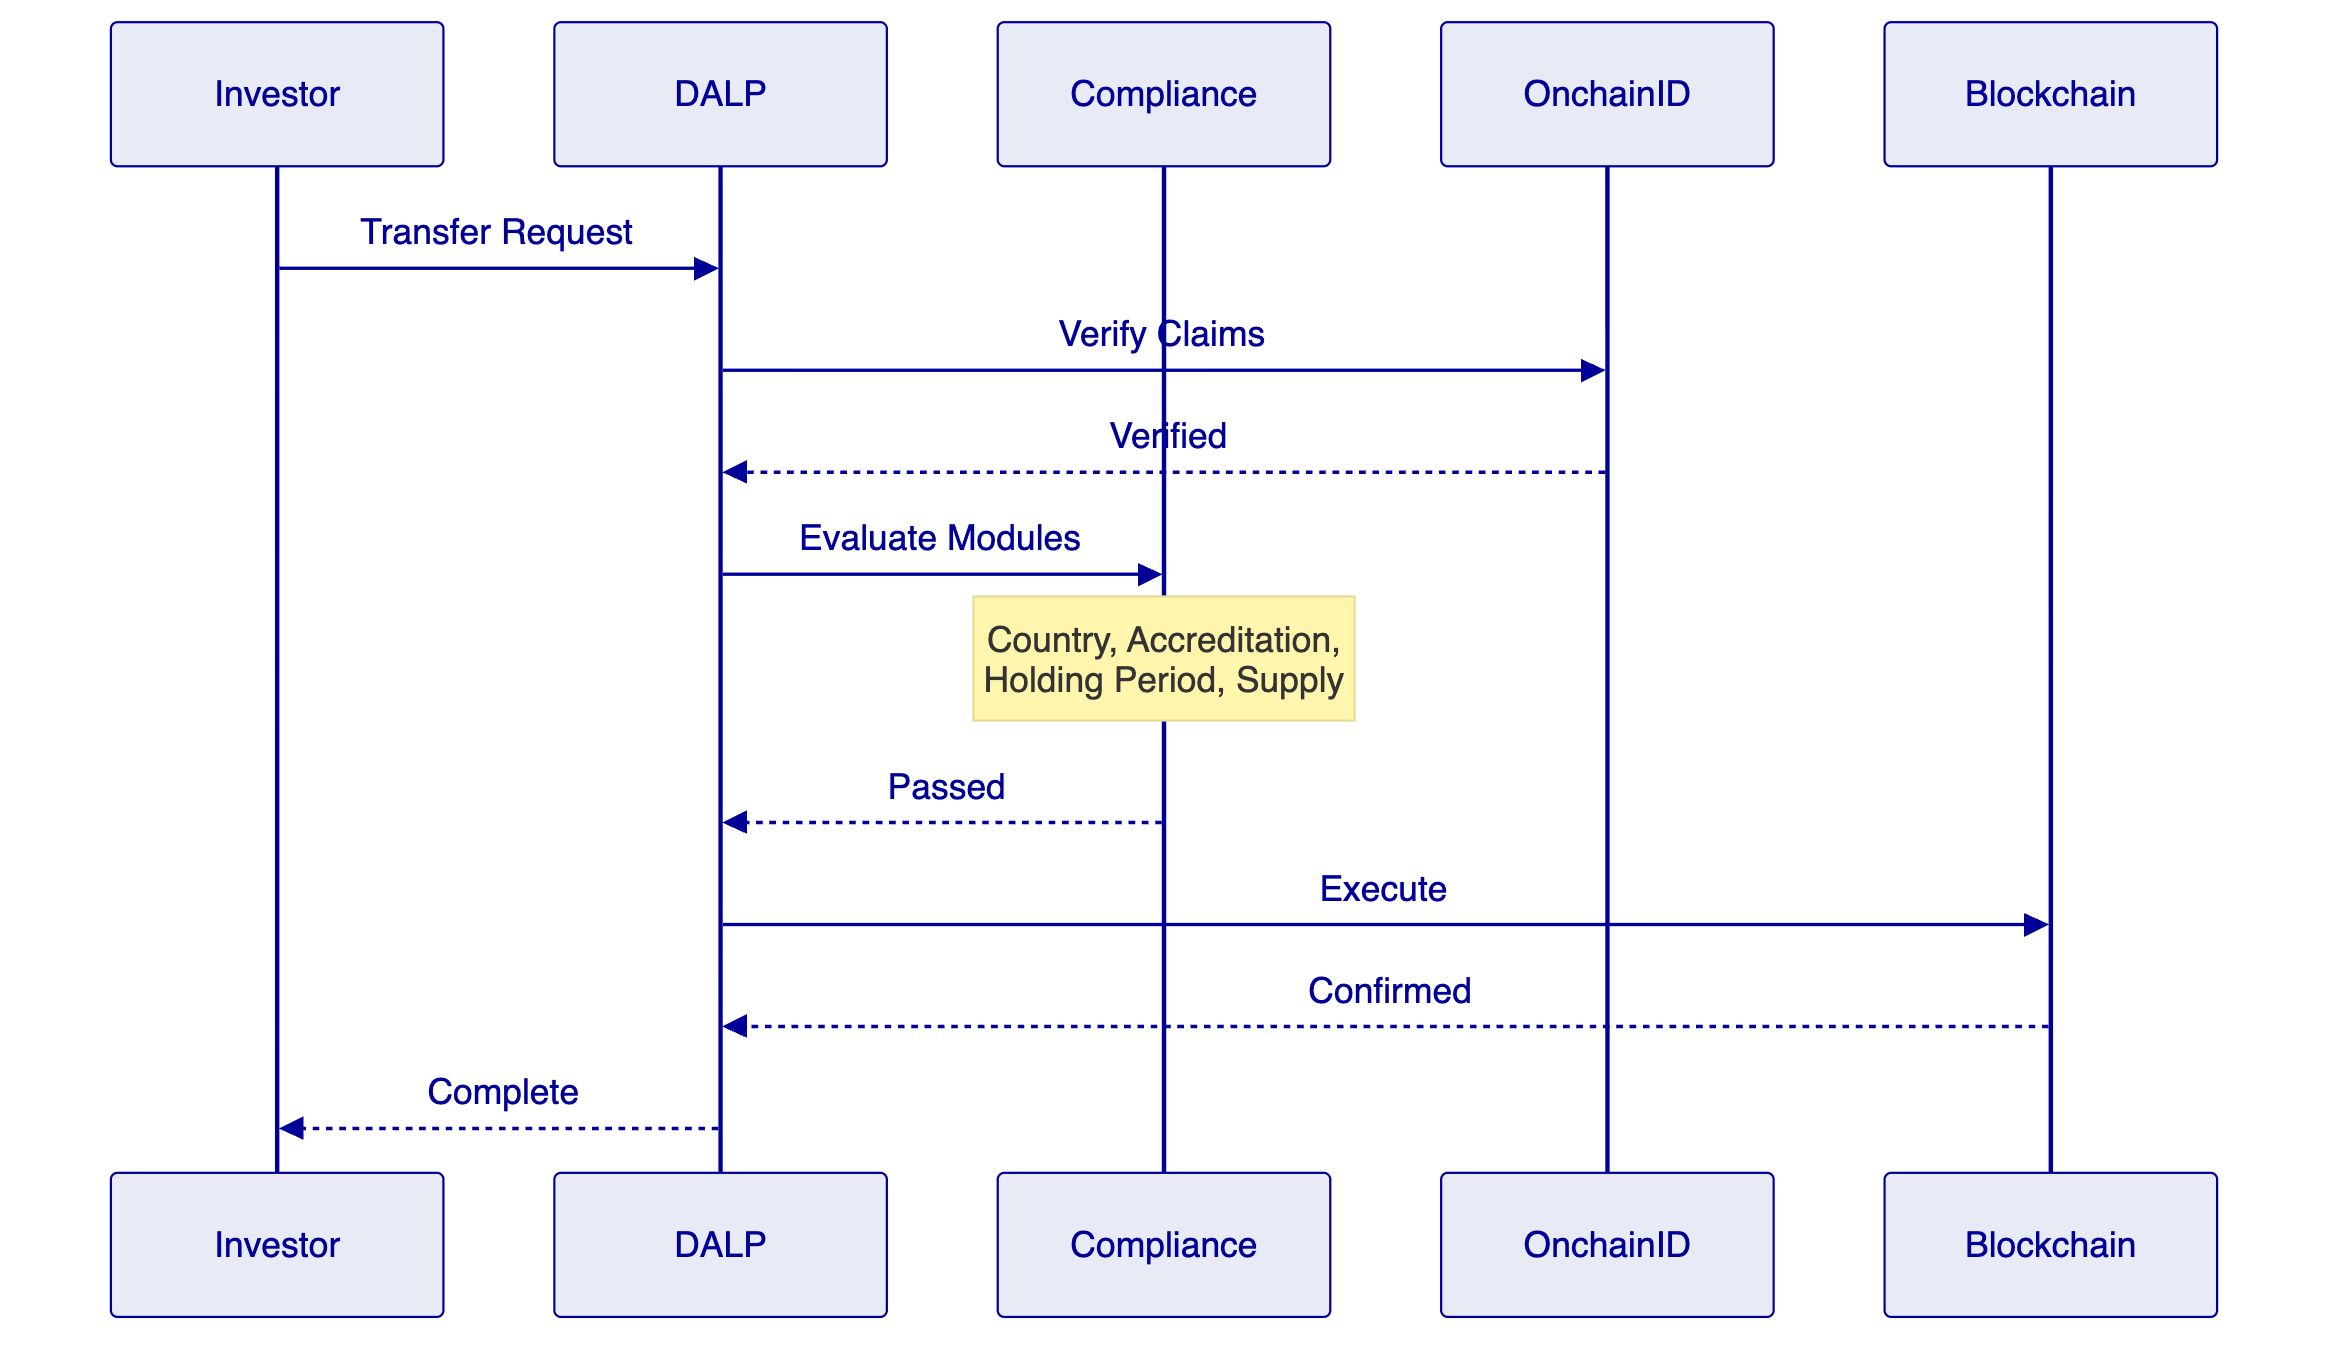 Investor
DALP
Compliance
OnchainID
Blockchain
Transfer Request
Verify Claims
Verified
Evaluate Modules
Country, Accreditation,
Holding Period, Supply
Passed
Execute
Confirmed
Complete
Investor
DALP
Compliance
OnchainID
Blockchain